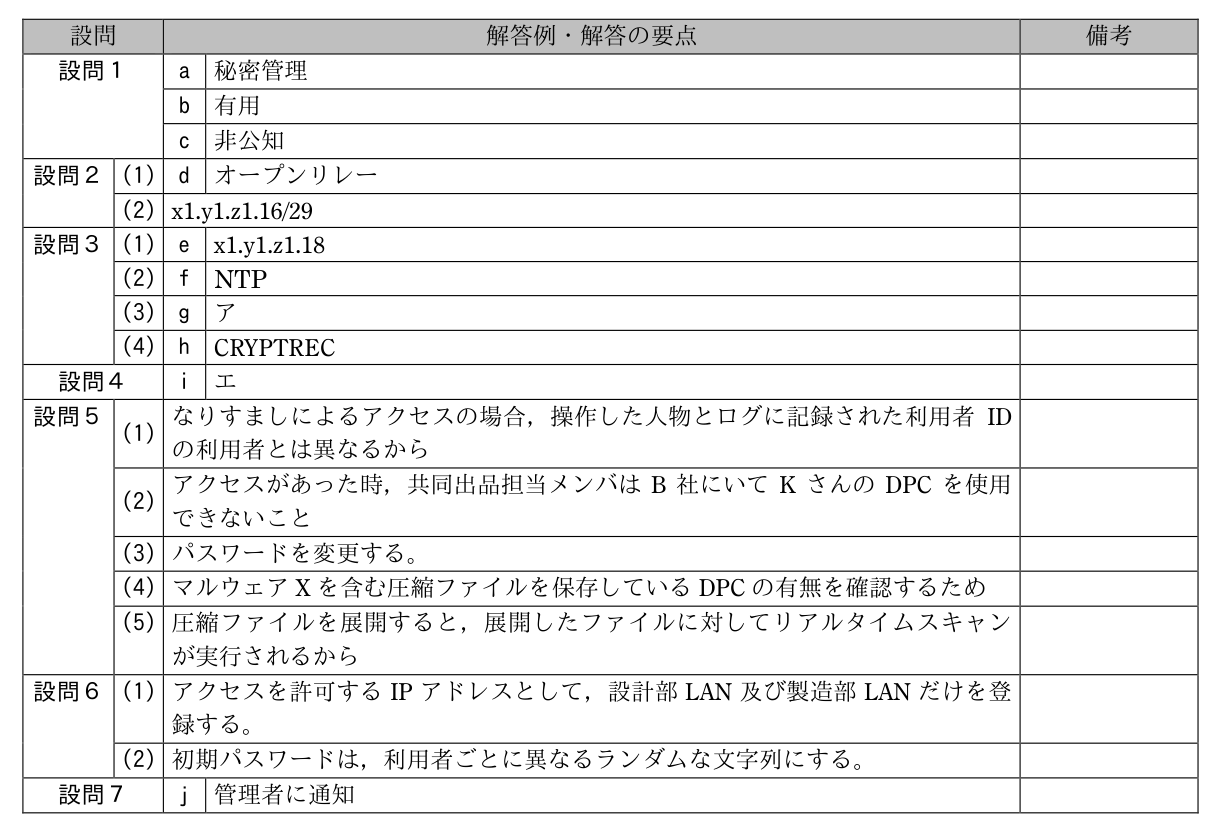 設問 解答例・解答の要点 備考
設問1 a 秘密管理
b 有用
c 非公知
設問2 (1) d オープンリレー
(2) x1.y1.z1.16/29
設問3 (1) e x1.y1.z1.18
(2) f NTP
(3) g ア
(4) h CRYPTREC
設問4 i エ
設問5 (1) なりすましによるアクセスの場合，操作した人物とログに記録された利用者 ID
の利用者とは異なるから
(2) アクセスがあった時，共同出品担当メンバは B 社にいて K さんの DPC を使用
できないこと
(3) パスワードを変更する。
(4) マルウェア X を含む圧縮ファイルを保存している DPC の有無を確認するため
(5) 圧縮ファイルを展開すると，展開したファイルに対してリアルタイムスキャン
が実行されるから
設問6 (1) アクセスを許可する IP アドレスとして，設計部 LAN 及び製造部 LAN だけを登
録する。
(2) 初期パスワードは，利用者ごとに異なるランダムな文字列にする。
設問7 j 管理者に通知